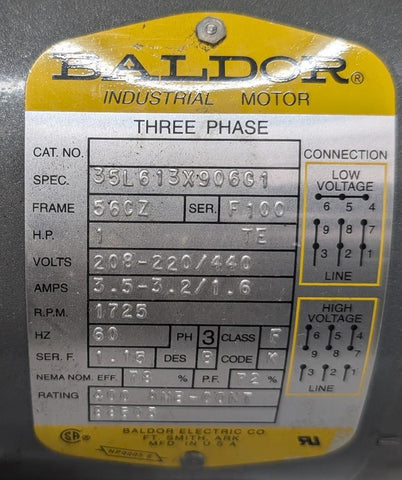 BALDOR®
INDUSTRIAL MOTOR
THREE PHASE
CAT. NO.
SPEC. 35L613X906G1
FRAME 56CZ SER. F100
H.P. 1 TE
VOLTS 208-220/440
AMPS 3.5-3.2/1.6
R.P.M. 1725
HZ 60 PH 3 CLASS F
SER. F. 1.15 DES B CODE K
NEMA NOM. EFF. % P.F. 72 %
RATING 40C AMB-CONT
CONNECTION
LOW
VOLTAGE
6 5 4
9 8 7
3 2 1
LINE
HIGH
VOLTAGE
6 5 4
9 8 7
3 2 1
LINE
BALDOR ELECTRIC CO.
FT. SMITH, ARK
MFD. IN U.S.A.